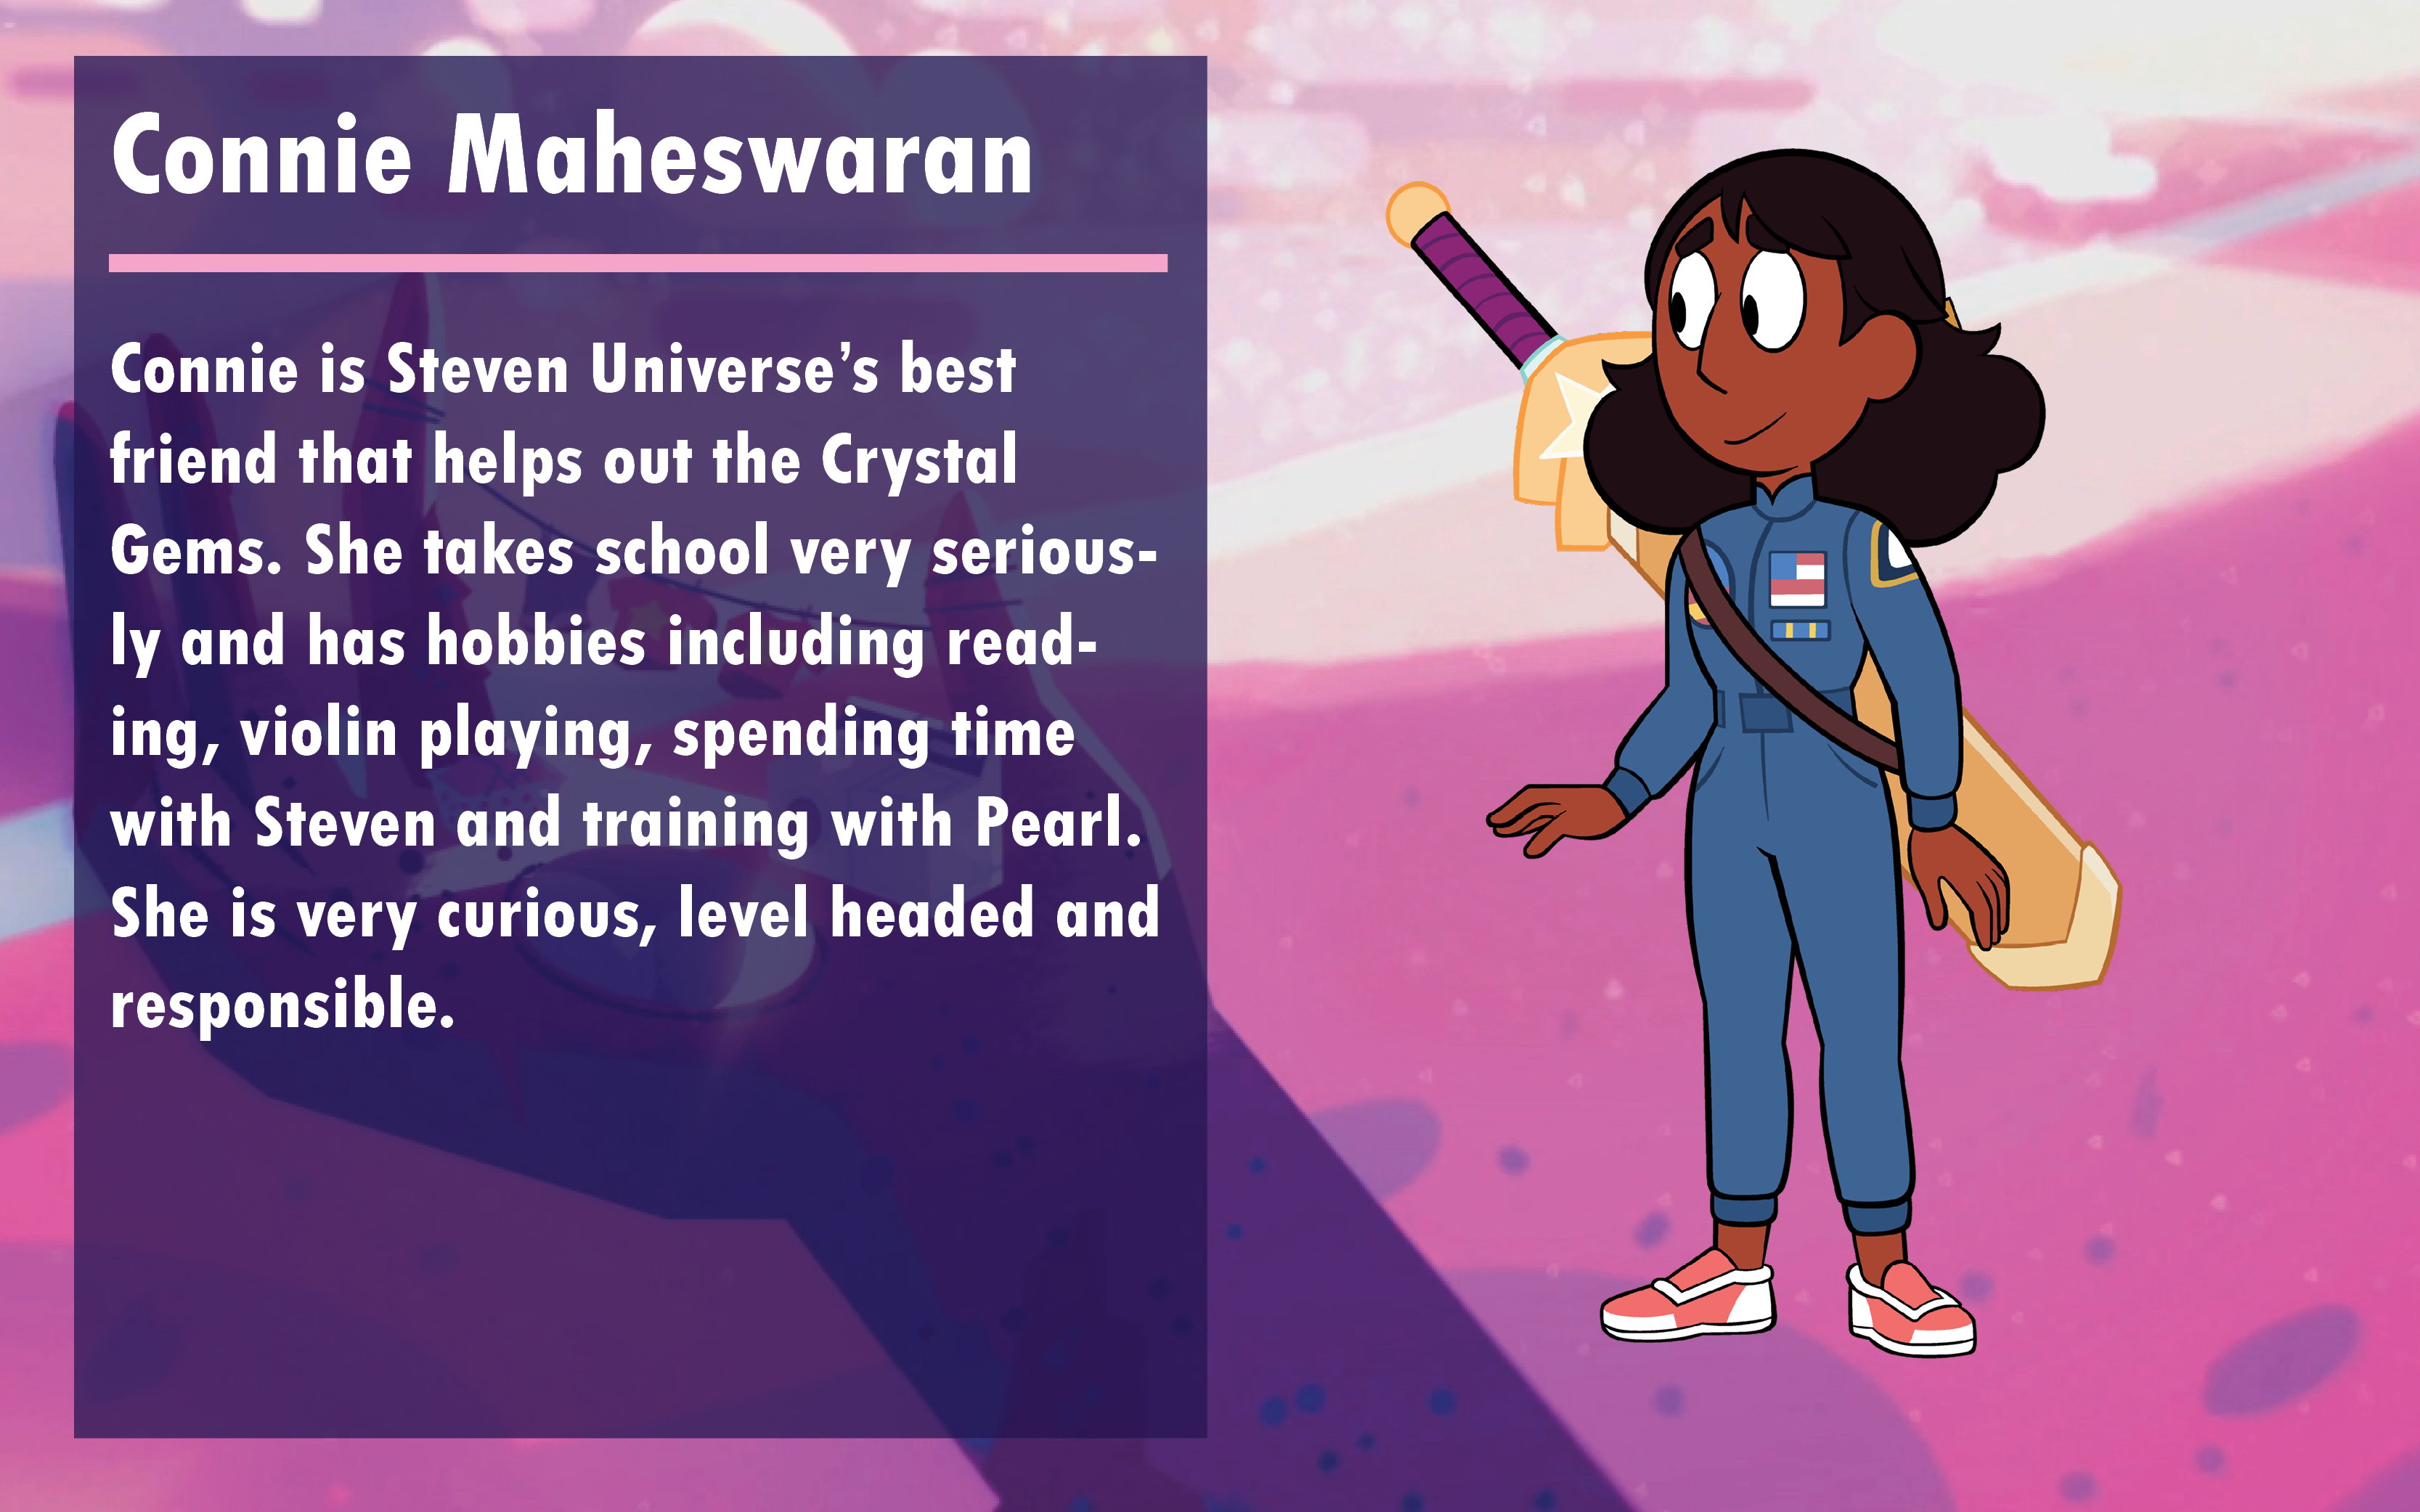 Connie Maheswaran
Connie is Steven Universe’s best
friend that helps out the Crystal
Gems. She takes school very serious-
ly and has hobbies including read-
ing, violin playing, spending time
with Steven and training with Pearl.
She is very curious, level headed and
responsible.